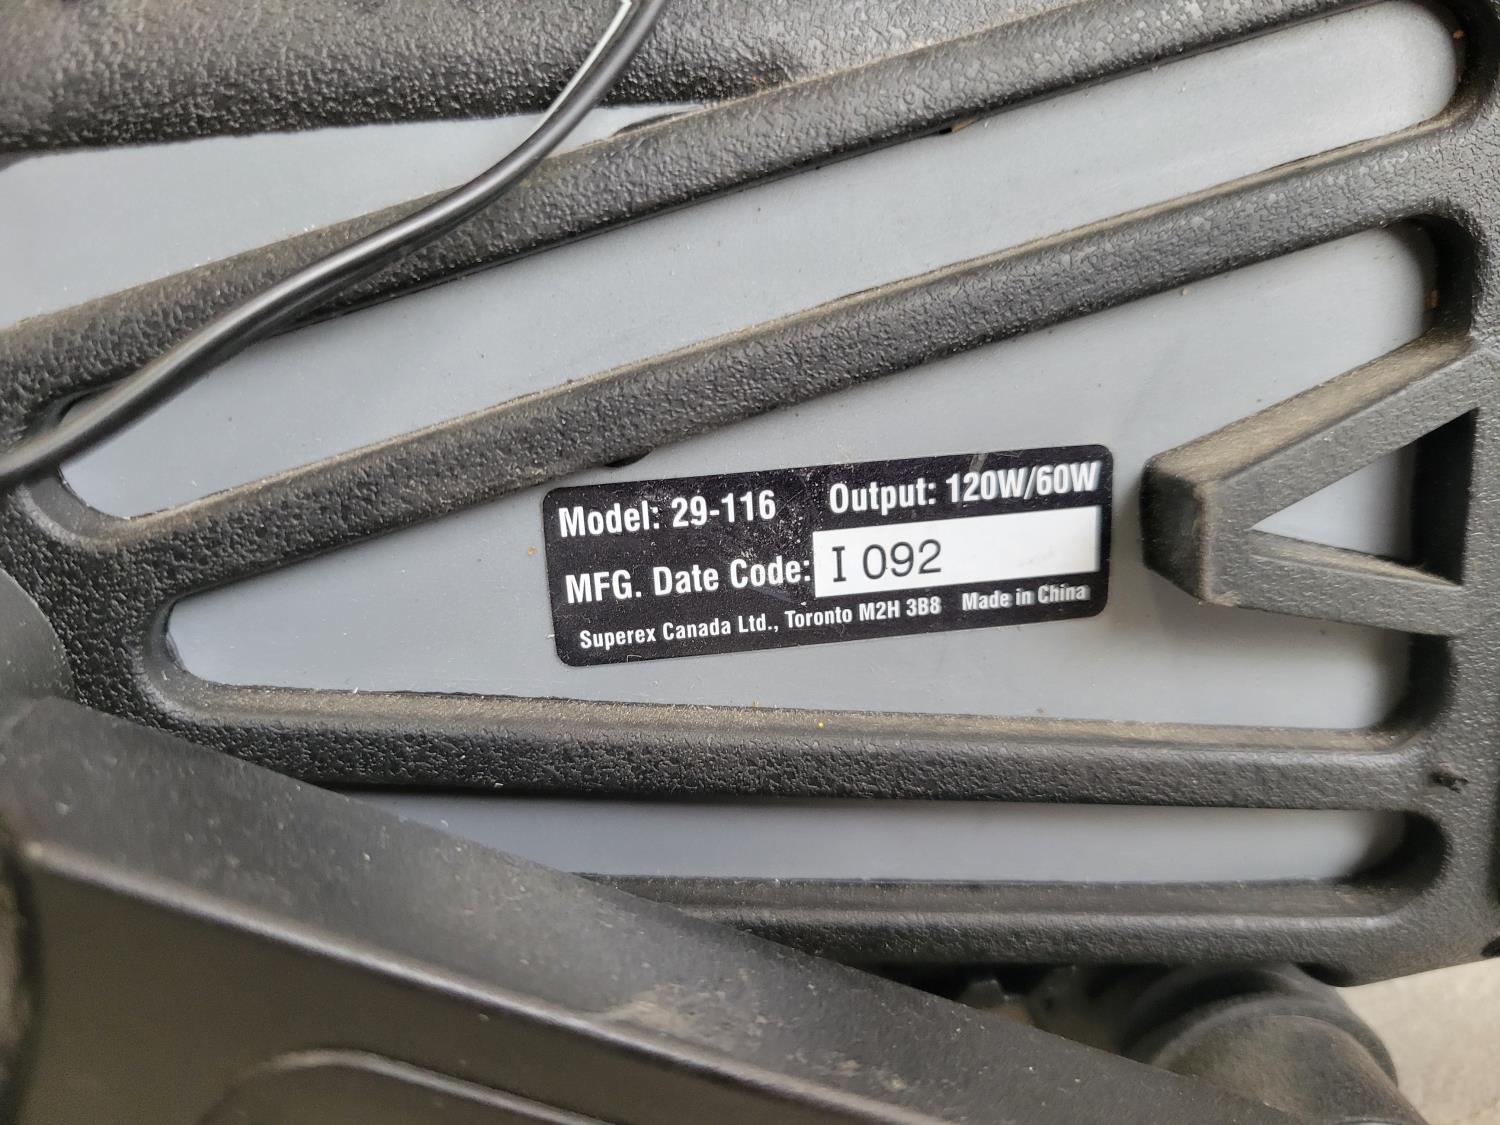 Model: 29-116 Output: 120W/60W
MFG. Date Code: I 092
Superex Canada Ltd., Toronto M2H 3B8 Made in China